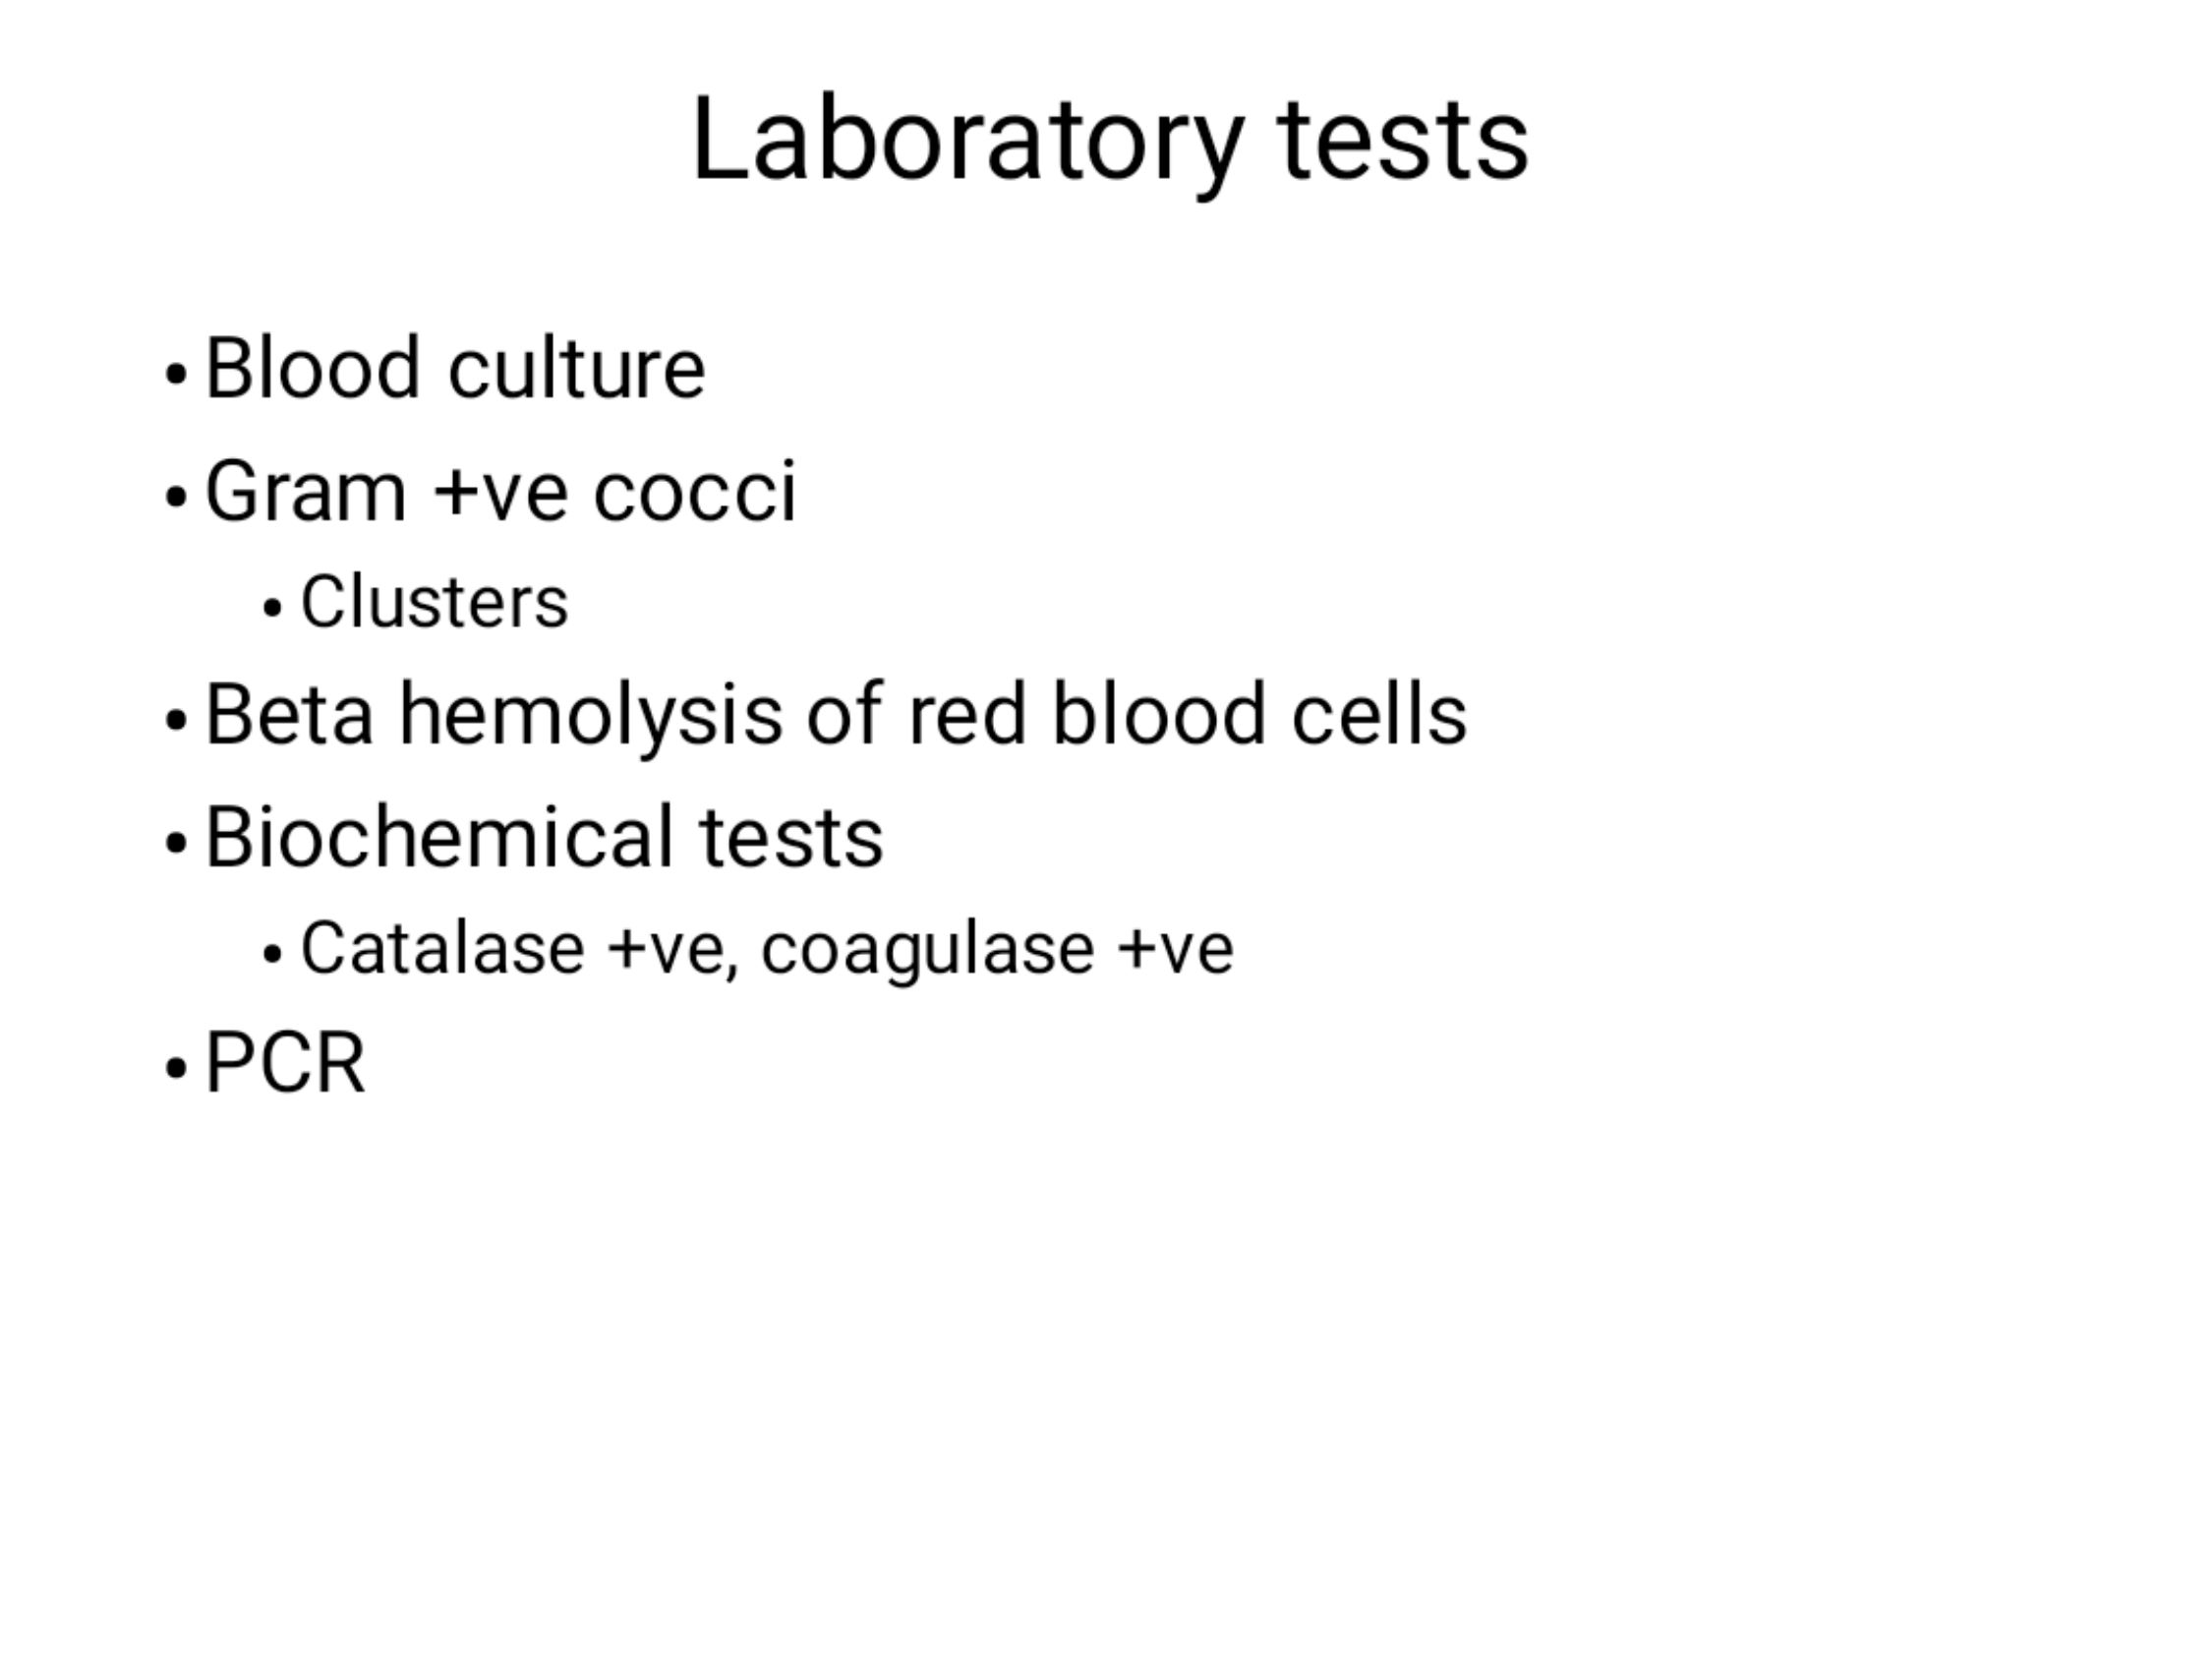 Laboratory tests
• Blood culture
• Gram +ve cocci
• Clusters
• Beta hemolysis of red blood cells
• Biochemical tests
• Catalase +ve, coagulase +ve
• PCR